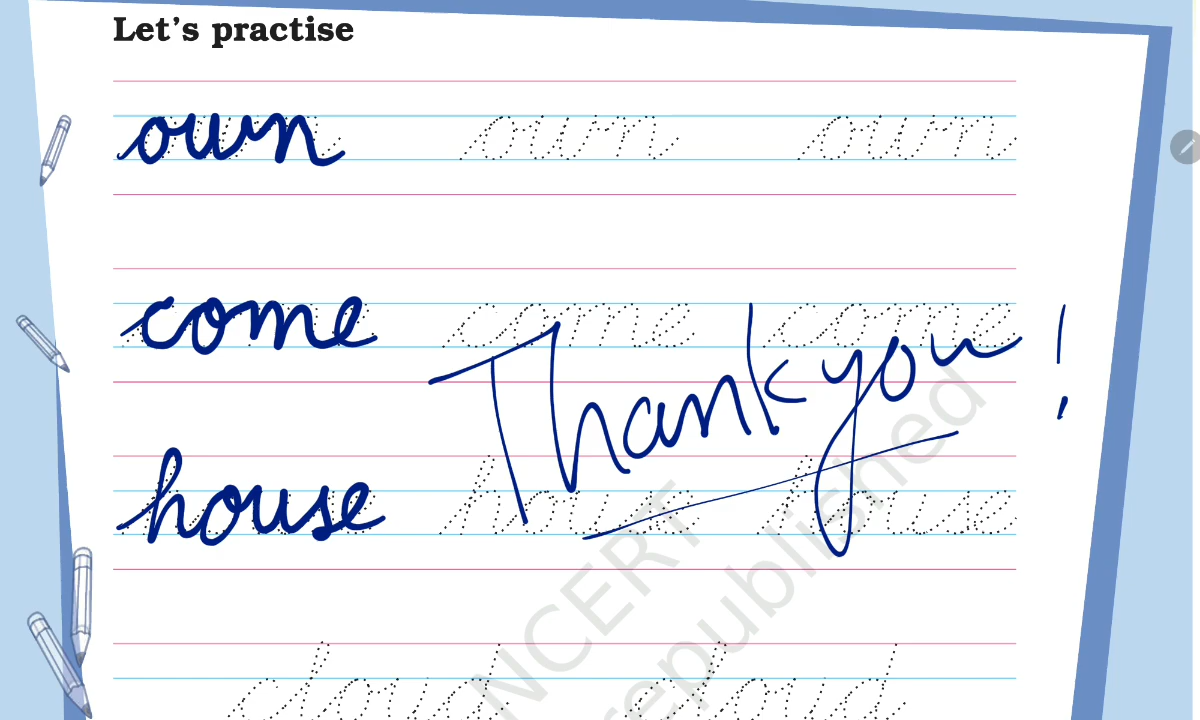 Let's practise
own own own
come come come
Thank you!
house house house
cloud cloud
NCERT
republished